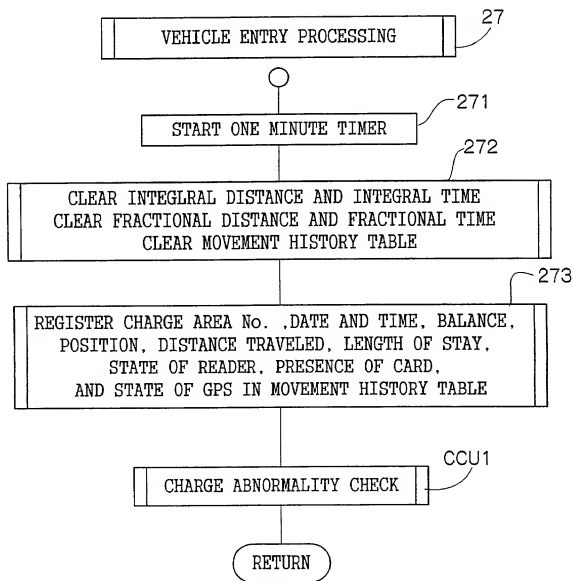 VEHICLE ENTRY PROCESSING
27
START ONE MINUTE TIMER
271
272
CLEAR INTEGLRAL DISTANCE AND INTEGRAL TIME
CLEAR FRACTIONAL DISTANCE AND FRACTIONAL TIME
CLEAR MOVEMENT HISTORY TABLE
273
REGISTER CHARGE AREA No. ,DATE AND TIME, BALANCE,
POSITION, DISTANCE TRAVELED, LENGTH OF STAY,
STATE OF READER, PRESENCE OF CARD,
AND STATE OF GPS IN MOVEMENT HISTORY TABLE
CCU1
CHARGE ABNORMALITY CHECK
RETURN